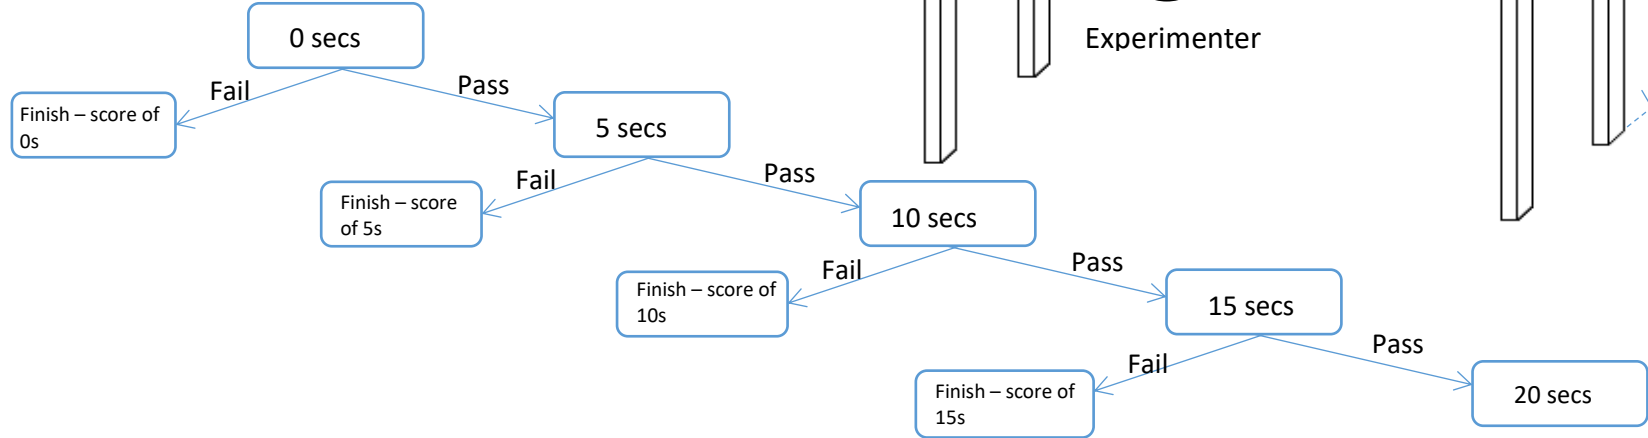 0 secs
Experimenter
Fail
Pass
Finish – score of
0s
5 secs
Fail
Pass
Finish – score
of 5s
10 secs
Fail
Pass
Finish – score of
10s
15 secs
Fail
Pass
Finish – score of
15s
20 secs